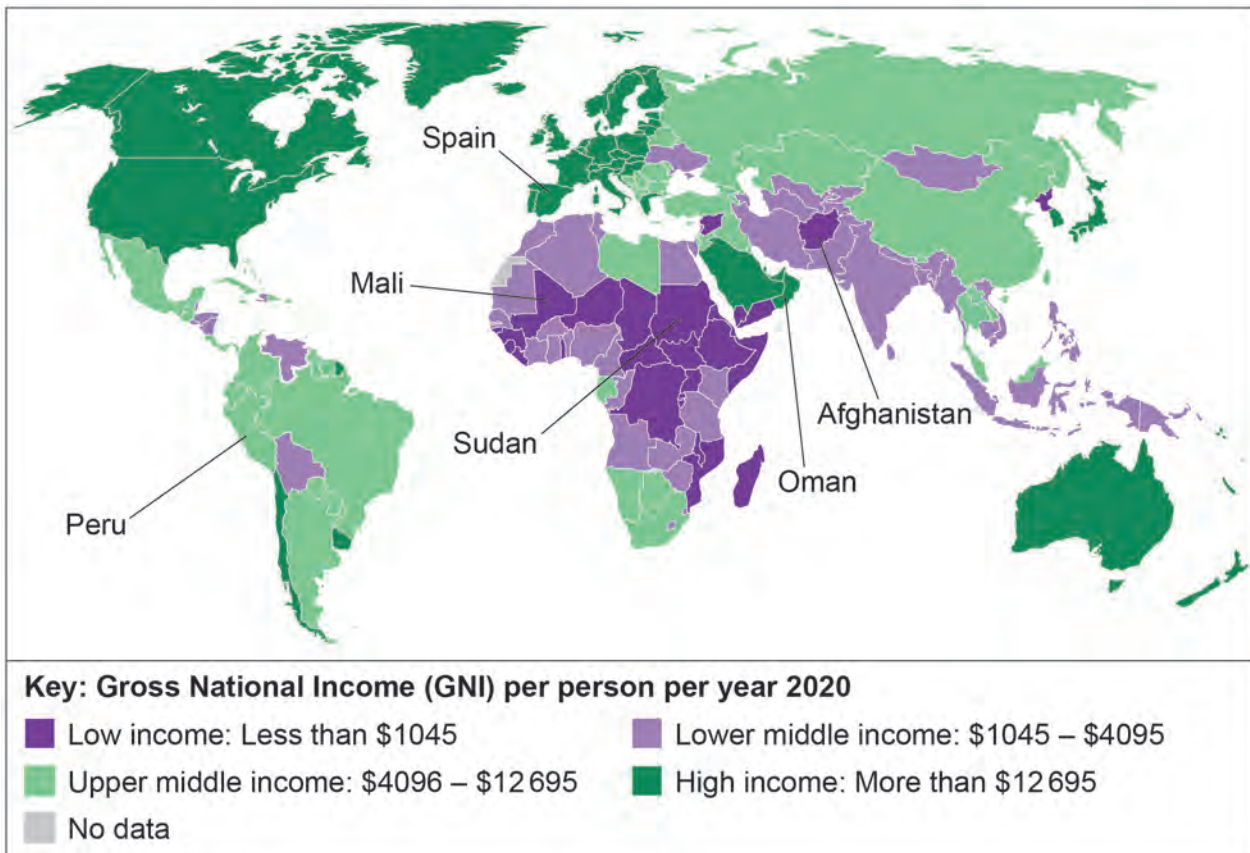 Spain
Mali
Sudan
Afghanistan
Oman
Peru
Key: Gross National Income (GNI) per person per year 2020
Low income: Less than $1045
Lower middle income: $1045 – $4095
Upper middle income: $4096 – $12 695
High income: More than $12 695
No data